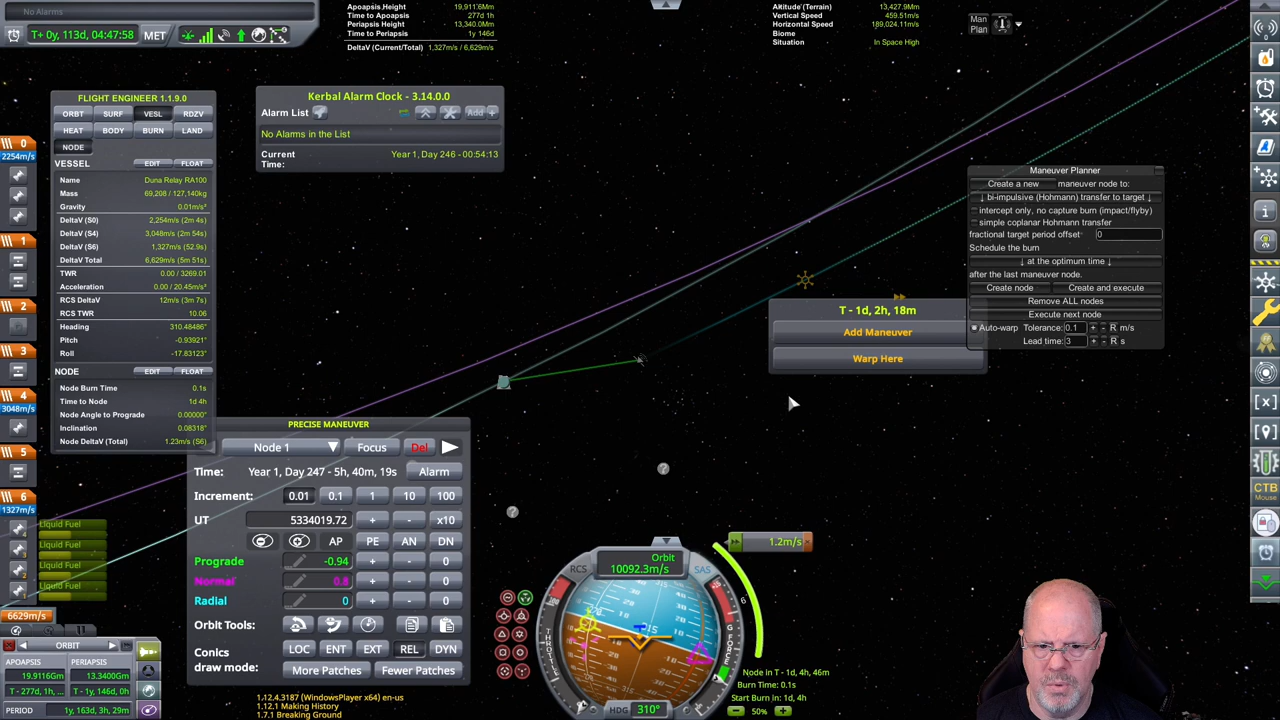 No Alarms
T+ 0y, 113d, 04:47:58
MET
Apoapsis Height 19,911.6Mm
Time to Apoapsis 277d 1h
Periapsis Height 13,340.0Mm
Time to Periapsis 1y 146d
DeltaV (Current/Total) 1,327m/s / 6,629m/s
Altitude (Terrain) 13,427.9Mm
Vertical Speed 459.51m/s
Horizontal Speed 189,024.11m/s
Biome
Situation In Space High
Man
Plan
FLIGHT ENGINEER 1.1.9.0
ORBT SURF VESL RDZV
HEAT BODY BURN LAND
NODE
VESSEL EDIT FLOAT
Name Duna Relay RA100
Mass 69,208 / 127,140kg
Gravity 0.01m/s²
DeltaV (S0) 2,254m/s (2m 4s)
DeltaV (S4) 3,048m/s (2m 54s)
DeltaV (S6) 1,327m/s (52.9s)
DeltaV Total 6,629m/s (5m 51s)
TWR 0.00 / 3269.01
Acceleration 0.00 / 20.45m/s²
RCS DeltaV 12m/s (3m 7s)
RCS TWR 10.06
Heading 310.48486°
Pitch -0.93921°
Roll -17.83123°
NODE EDIT FLOAT
Node Burn Time 0.1s
Time to Node 1d 4h
Node Angle to Prograde 0.00000°
Inclination 0.08318°
Node DeltaV (Total) 1.23m/s (S6)
0
2254m/s
1
2
3
4
3048m/s
5
6
1327m/s
Liquid Fuel
Liquid Fuel
Liquid Fuel
Liquid Fuel
6629m/s
Kerbal Alarm Clock - 3.14.0.0
Alarm List Add +
No Alarms in the List
Current Time: Year 1, Day 246 - 00:54:13
Maneuver Planner
Create a new maneuver node to:
↓ bi-impulsive (Hohmann) transfer to target ↓
intercept only, no capture burn (impact/flyby)
simple coplanar Hohmann transfer
fractional target period offset 0
Schedule the burn
↓ at the optimum time ↓
after the last maneuver node.
Create node Create and execute
Remove ALL nodes
Execute next node
Auto-warp Tolerance: 0.1 + - R m/s
Lead time: 3 + - R s
T - 1d, 2h, 18m
Add Maneuver
Warp Here
PRECISE MANEUVER
Node 1 Focus Del
Time: Year 1, Day 247 - 5h, 40m, 19s Alarm
Increment: 0.01 0.1 1 10 100
UT 5334019.72 + - x10
AP PE AN DN
Prograde -0.94 + - 0
Normal 0.8 + - 0
Radial 0 + - 0
Orbit Tools:
Conics draw mode: LOC ENT EXT REL DYN
More Patches Fewer Patches
ORBIT
APOAPSIS PERIAPSIS
19.9116Gm 13.3400Gm
T - 277d, 1h, ... T - 1y, 146d, 0h
PERIOD 1y, 163d, 3h, 29m
1.12.4.3187 (WindowsPlayer x64) en-us
1.12.1 Making History
1.7.1 Breaking Ground
Orbit
10092.3m/s
RCS SAS
THROTTLE
G FORCE
HDG 310°
1.2m/s
Node in T - 1d, 4h, 46m
Burn Time: 0.1s
Start Burn in: 1d, 4h
50%
CTB
Mouse